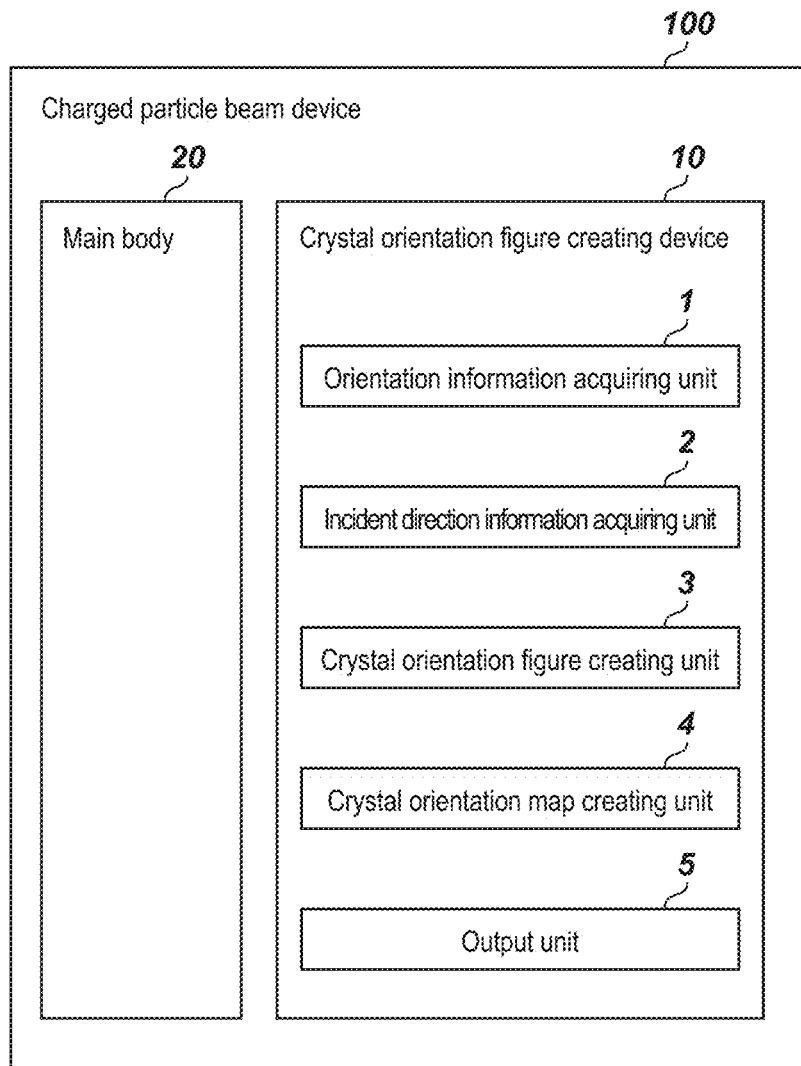 100
Charged particle beam device
20
10
Main body
Crystal orientation figure creating device
1
Orientation information acquiring unit
2
Incident direction information acquiring unit
3
Crystal orientation figure creating unit
4
Crystal orientation map creating unit
5
Output unit